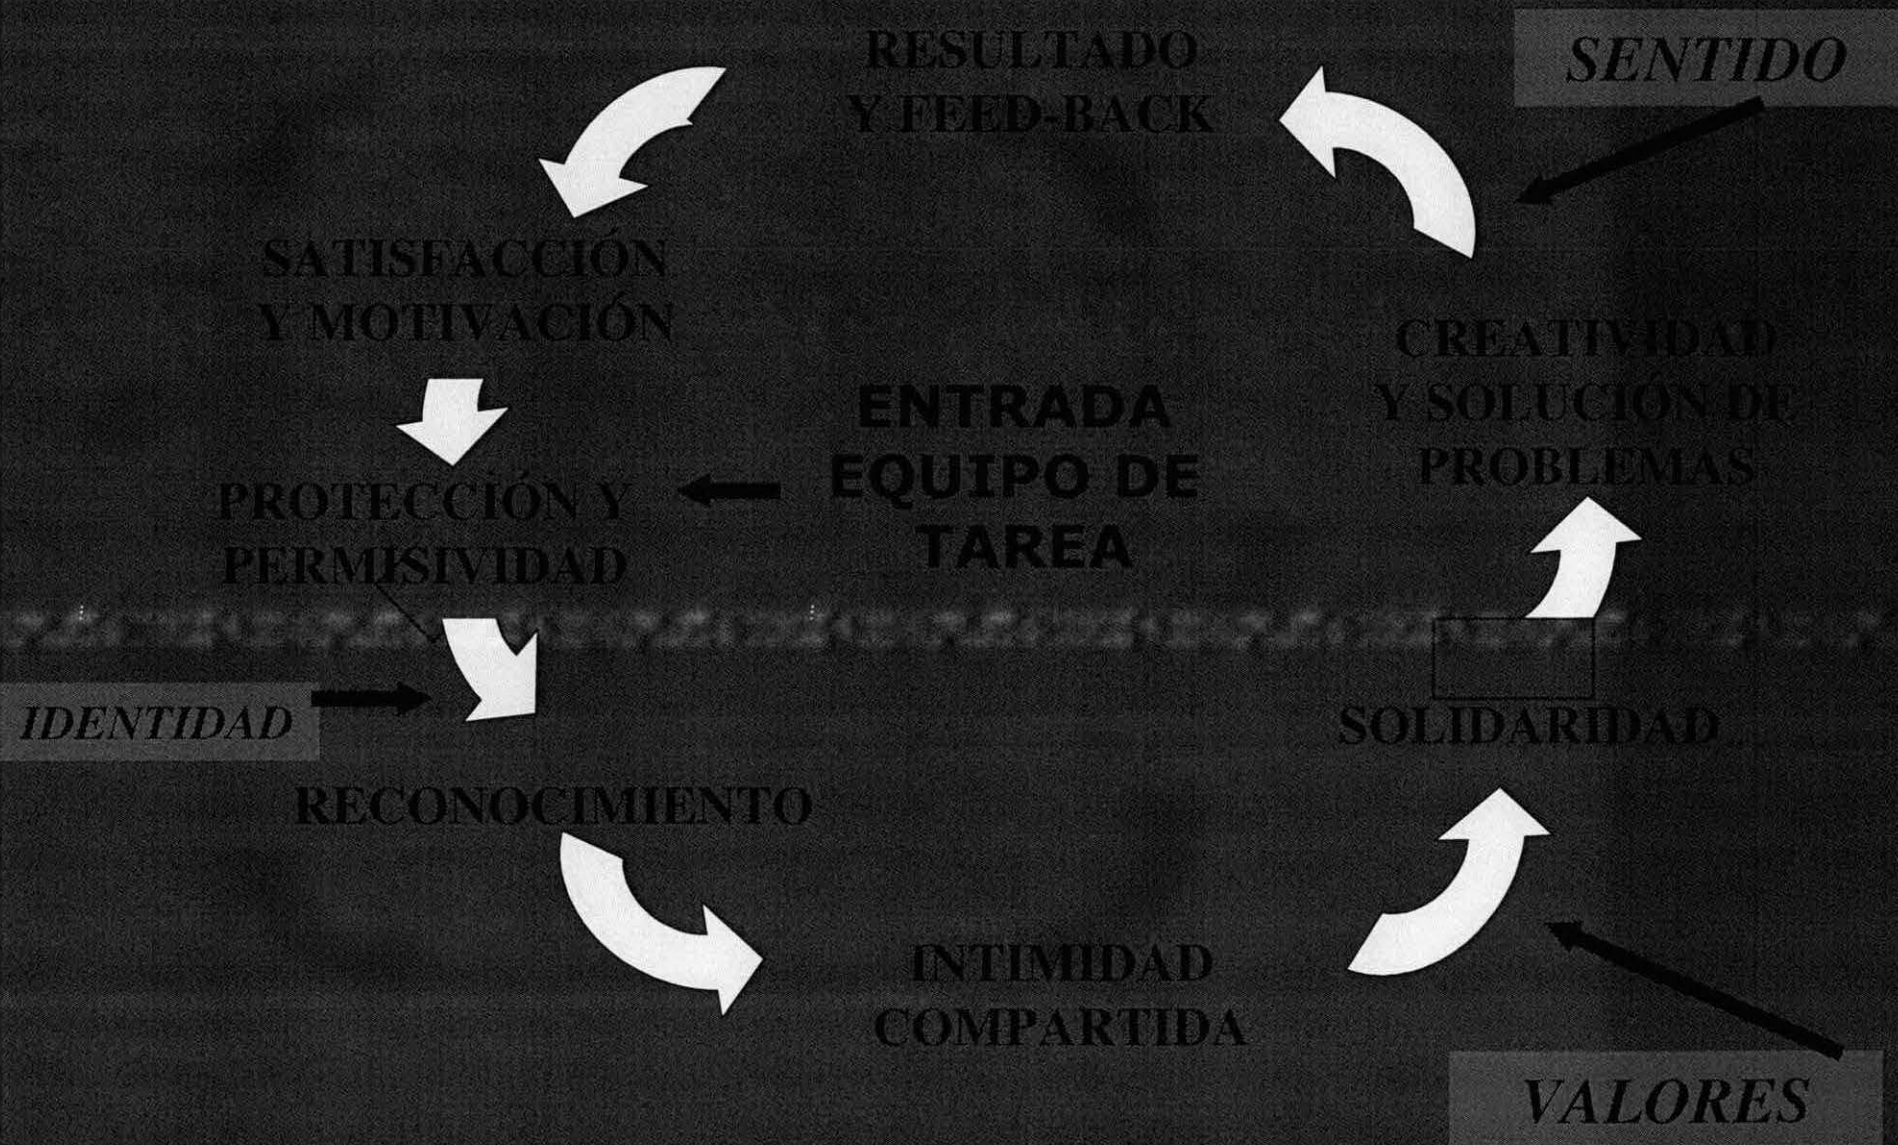 RESULTADO
Y FEED-BACK
SENTIDO
SATISFACCIÓN
Y MOTIVACIÓN
CREATIVIDAD
Y SOLUCIÓN DE
PROBLEMAS
ENTRADA
EQUIPO DE
TAREA
PROTECCIÓN Y
PERMISIVIDAD
IDENTIDAD
SOLIDARIDAD
RECONOCIMIENTO
INTIMIDAD
COMPARTIDA
VALORES